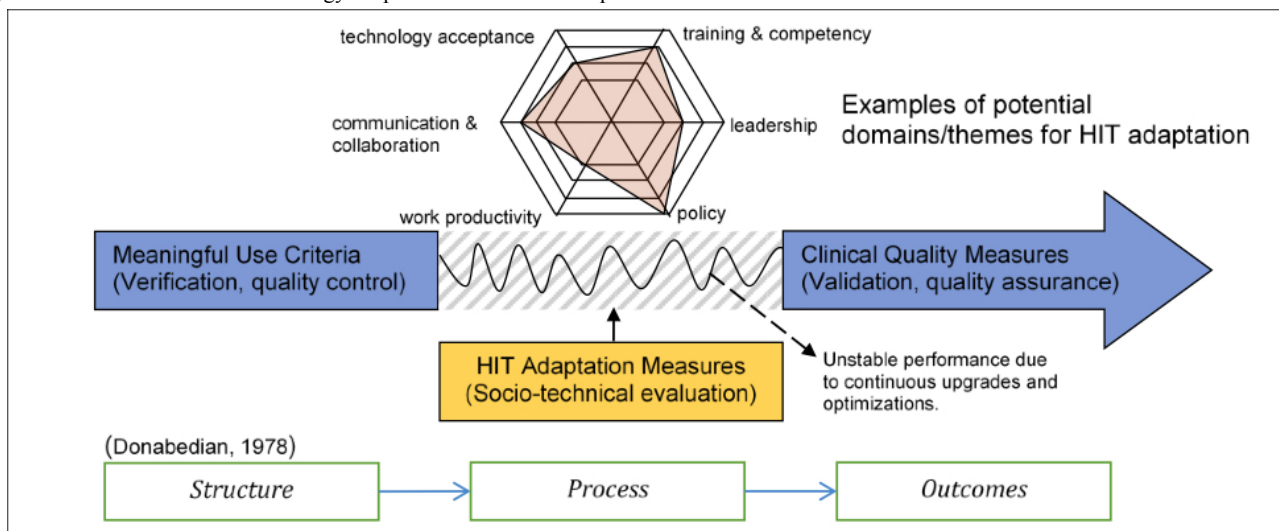 technology acceptance
training & competency
communication &
collaboration
leadership
Examples of potential
domains/themes for HIT adaptation
work productivity
policy
Meaningful Use Criteria
(Verification, quality control)
Clinical Quality Measures
(Validation, quality assurance)
HIT Adaptation Measures
(Socio-technical evaluation)
Unstable performance due
to continuous upgrades and
optimizations.
(Donabedian, 1978)
Structure
Process
Outcomes